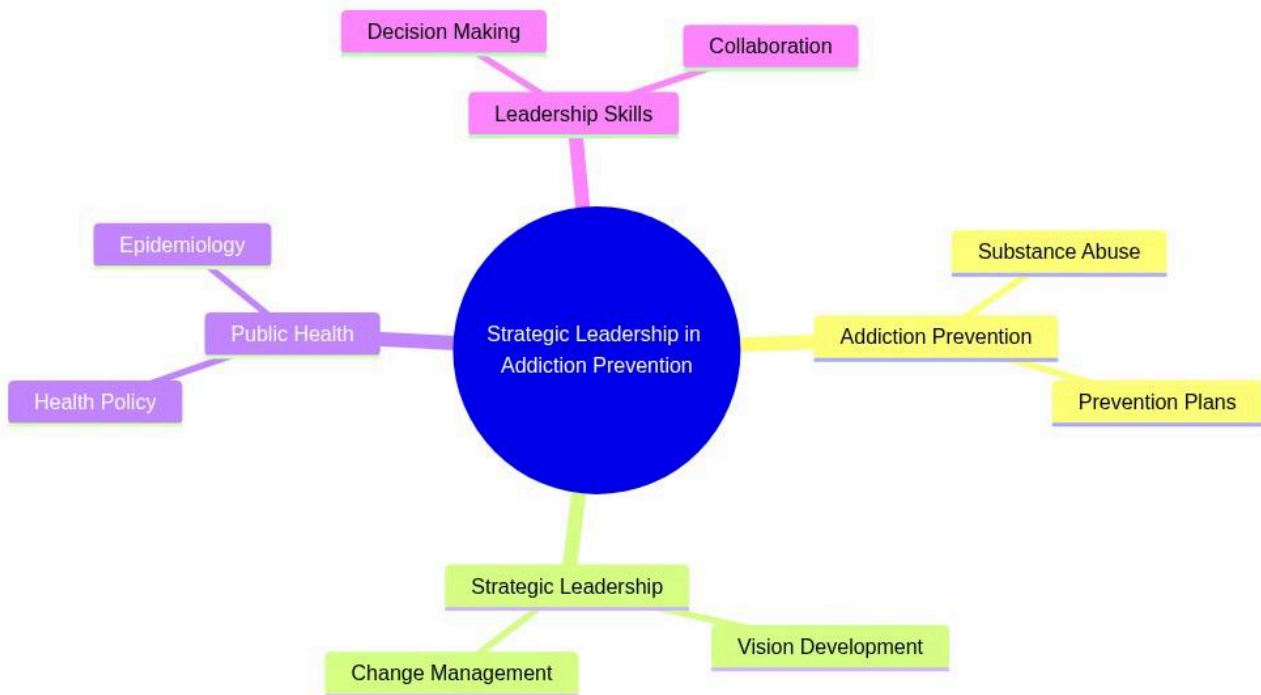 Decision Making
Collaboration
Leadership Skills
Epidemiology
Public Health
Health Policy
Strategic Leadership in
Addiction Prevention
Substance Abuse
Addiction Prevention
Prevention Plans
Strategic Leadership
Vision Development
Change Management